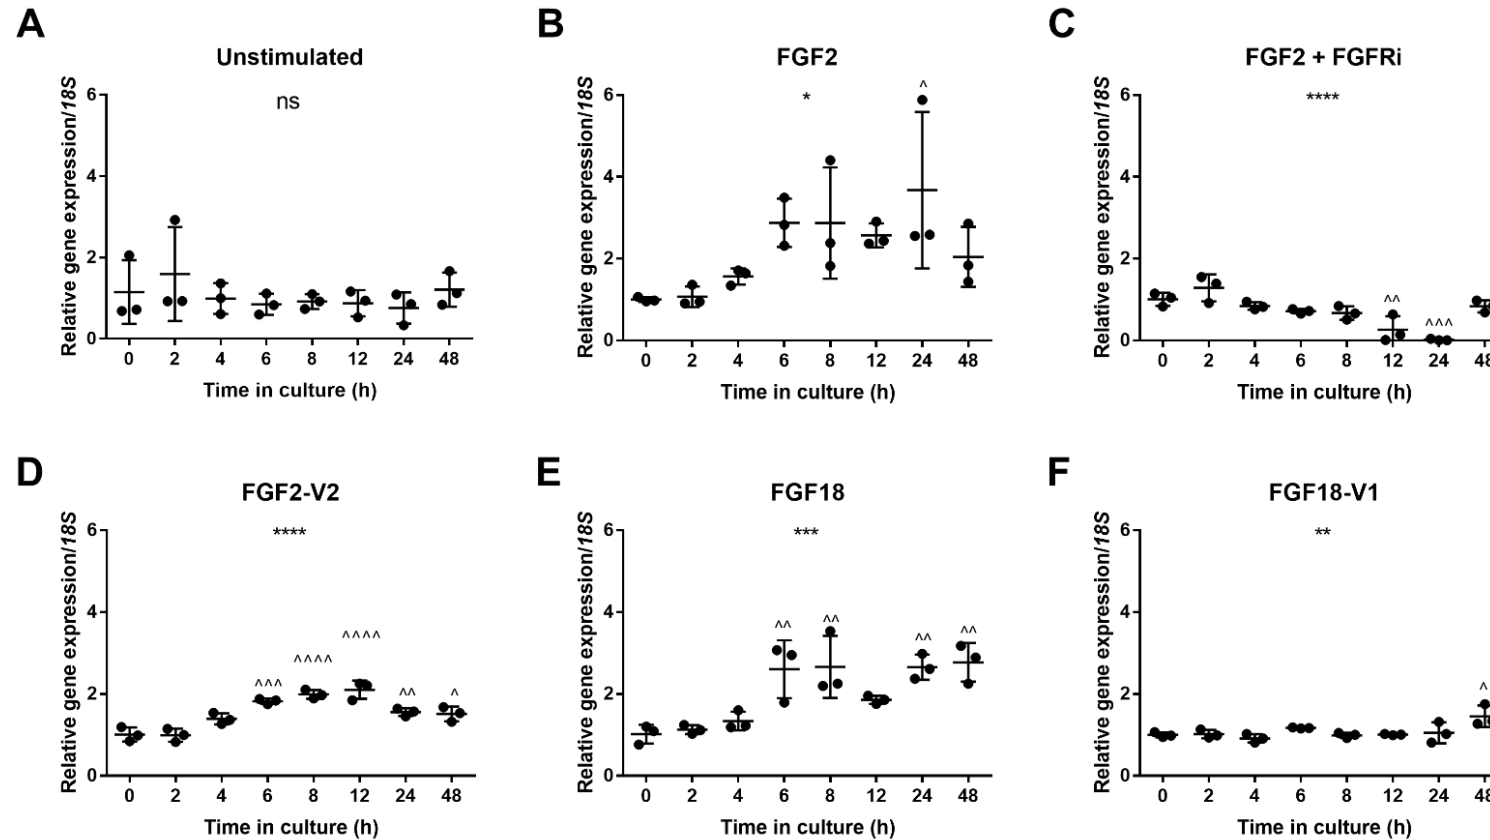 A
Unstimulated
ns
Relative gene expression/18S
6
4
2
0
0 2 4 6 8 12 24 48
Time in culture (h)
B
FGF2
*
^
Relative gene expression/18S
6
4
2
0
0 2 4 6 8 12 24 48
Time in culture (h)
C
FGF2 + FGFRi
****
^^
^^^
Relative gene expression/18S
6
4
2
0
0 2 4 6 8 12 24 48
Time in culture (h)
D
FGF2-V2
****
^^^
^^^^
^^^^
^^
^
Relative gene expression/18S
6
4
2
0
0 2 4 6 8 12 24 48
Time in culture (h)
E
FGF18
***
^^
^^
^^
^^
Relative gene expression/18S
6
4
2
0
0 2 4 6 8 12 24 48
Time in culture (h)
F
FGF18-V1
**
^
Relative gene expression/18S
6
4
2
0
0 2 4 6 8 12 24 48
Time in culture (h)